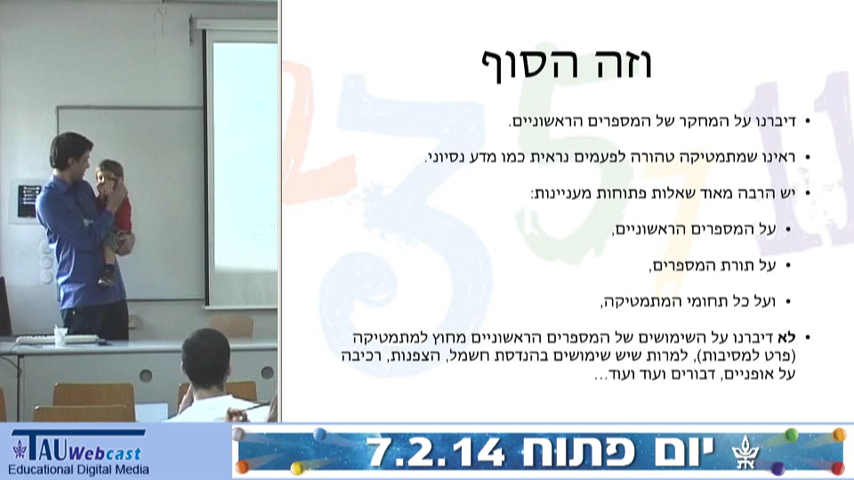 וזה הסוף
דיברנו על המחקר של המספרים הראשוניים.
ראינו שמתמטיקה טהורה לפעמים נראית כמו מדע נסיוני.
יש הרבה מאוד שאלות פתוחות מעניינות:
על המספרים הראשוניים,
על תורת המספרים,
ועל כל תחומי המתמטיקה,
לא דיברנו על השימושים של המספרים הראשוניים מחוץ למתמטיקה
(פרט למסיבות), למרות שיש שימושים בהנדסת חשמל, הצפנות, רכיבה
על אופניים, דבורים ועוד ועוד...
TAU Webcast
Educational Digital Media
יום פתוח 7.2.14